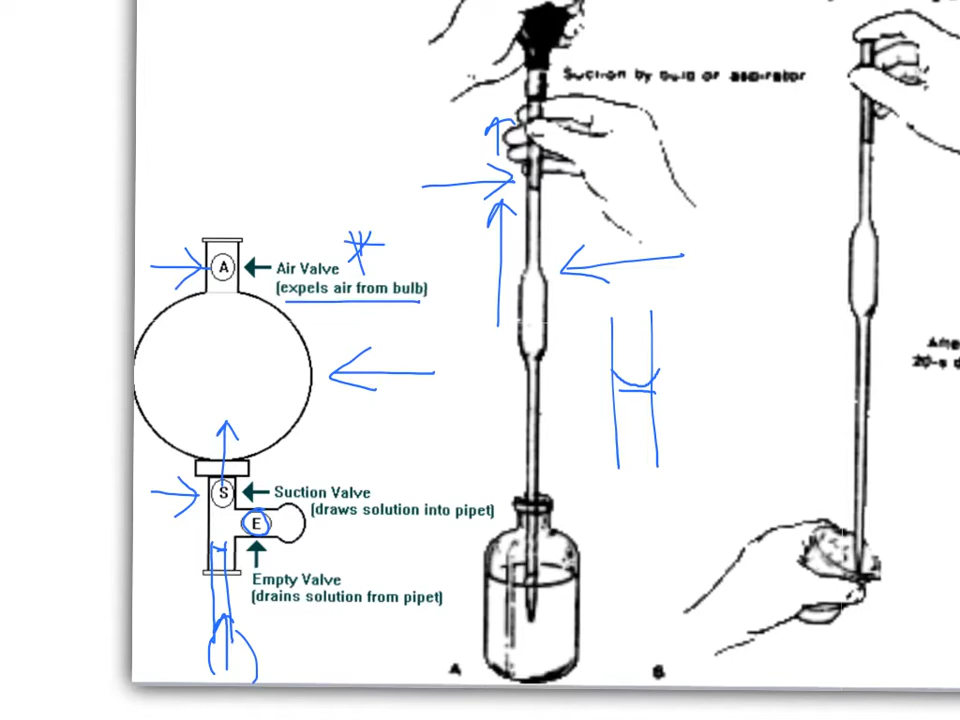 Suction by bulb or aspirator
A
Air Valve
(expels air from bulb)
S
Suction Valve
(draws solution into pipet)
E
Empty Valve
(drains solution from pipet)
A
B